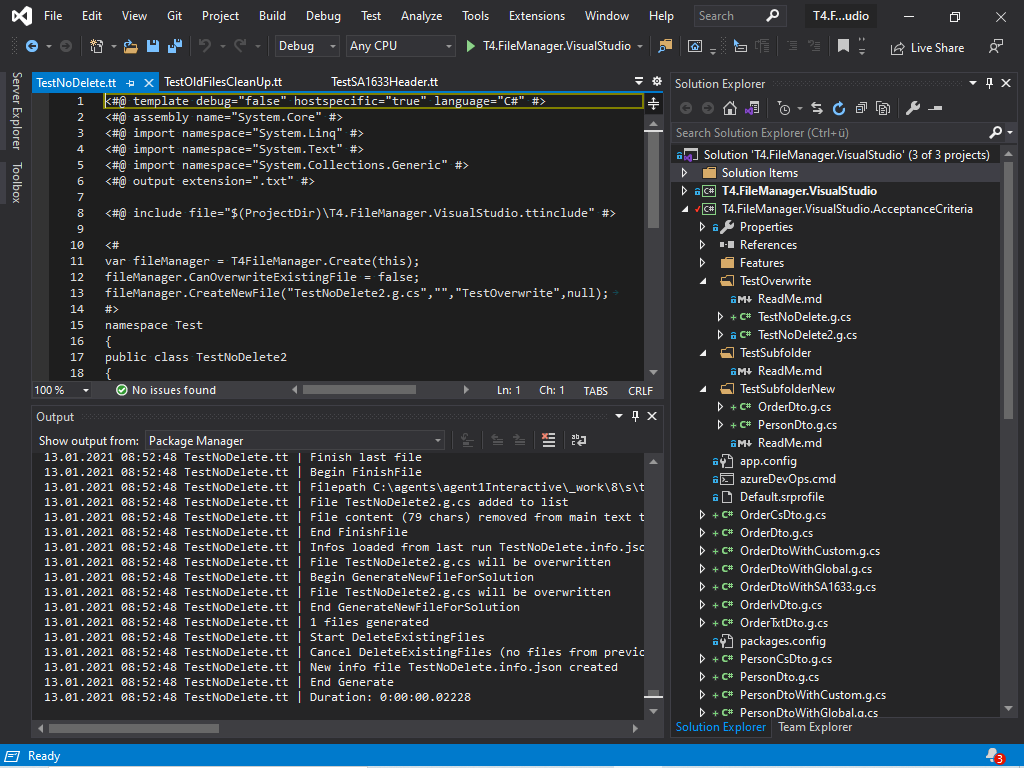 File Edit View Git Project Build Debug Test Analyze Tools Extensions Window Help Search T4.F...udio
Debug Any CPU T4.FileManager.VisualStudio Live Share
Server Explorer
Toolbox
TestNoDelete.tt TestOldFilesCleanUp.tt TestSA1633Header.tt
1 <#@ template debug="false" hostspecific="true" language="C#" #>
2 <#@ assembly name="System.Core" #>
3 <#@ import namespace="System.Linq" #>
4 <#@ import namespace="System.Text" #>
5 <#@ import namespace="System.Collections.Generic" #>
6 <#@ output extension=".txt" #>
7
8 <#@ include file="$(ProjectDir)\T4.FileManager.VisualStudio.ttinclude" #>
9
10 <#
11 var fileManager = T4FileManager.Create(this);
12 fileManager.CanOverwriteExistingFile = false;
13 fileManager.CreateNewFile("TestNoDelete2.g.cs","","TestOverwrite",null);
14 #>
15 namespace Test
16 {
17 public class TestNoDelete2
18 {
100 % No issues found Ln: 1 Ch: 1 TABS CRLF
Output
Show output from: Package Manager
13.01.2021 08:52:48 TestNoDelete.tt | Finish last file
13.01.2021 08:52:48 TestNoDelete.tt | Begin FinishFile
13.01.2021 08:52:48 TestNoDelete.tt | Filepath C:\agents\agent1Interactive\_work\8\s\t
13.01.2021 08:52:48 TestNoDelete.tt | File TestNoDelete2.g.cs added to list
13.01.2021 08:52:48 TestNoDelete.tt | File content (79 chars) removed from main text t
13.01.2021 08:52:48 TestNoDelete.tt | End FinishFile
13.01.2021 08:52:48 TestNoDelete.tt | Infos loaded from last run TestNoDelete.info.jso
13.01.2021 08:52:48 TestNoDelete.tt | File TestNoDelete2.g.cs will be overwritten
13.01.2021 08:52:48 TestNoDelete.tt | Begin GenerateNewFileForSolution
13.01.2021 08:52:48 TestNoDelete.tt | File TestNoDelete2.g.cs will be overwritten
13.01.2021 08:52:48 TestNoDelete.tt | End GenerateNewFileForSolution
13.01.2021 08:52:48 TestNoDelete.tt | 1 files generated
13.01.2021 08:52:48 TestNoDelete.tt | Start DeleteExistingFiles
13.01.2021 08:52:48 TestNoDelete.tt | Cancel DeleteExistingFiles (no files from previo
13.01.2021 08:52:48 TestNoDelete.tt | New info file TestNoDelete.info.json created
13.01.2021 08:52:48 TestNoDelete.tt | End Generate
13.01.2021 08:52:48 TestNoDelete.tt | Duration: 0:00:00.02228
Solution Explorer
Search Solution Explorer (Ctrl+ü)
Solution 'T4.FileManager.VisualStudio' (3 of 3 projects)
Solution Items
C# T4.FileManager.VisualStudio
C# T4.FileManager.VisualStudio.AcceptanceCriteria
Properties
References
Features
TestOverwrite
M+ ReadMe.md
C# TestNoDelete.g.cs
C# TestNoDelete2.g.cs
TestSubfolder
M+ ReadMe.md
TestSubfolderNew
C# OrderDto.g.cs
C# PersonDto.g.cs
M+ ReadMe.md
app.config
azureDevOps.cmd
Default.srprofile
C# OrderCsDto.g.cs
C# OrderDto.g.cs
C# OrderDtoWithCustom.g.cs
C# OrderDtoWithGlobal.g.cs
C# OrderDtoWithSA1633.g.cs
C# OrderIvDto.g.cs
C# OrderTxtDto.g.cs
packages.config
C# PersonCsDto.g.cs
C# PersonDto.g.cs
C# PersonDtoWithCustom.g.cs
C# PersonDtoWithGlobal.g.cs
Solution Explorer Team Explorer
Ready 3